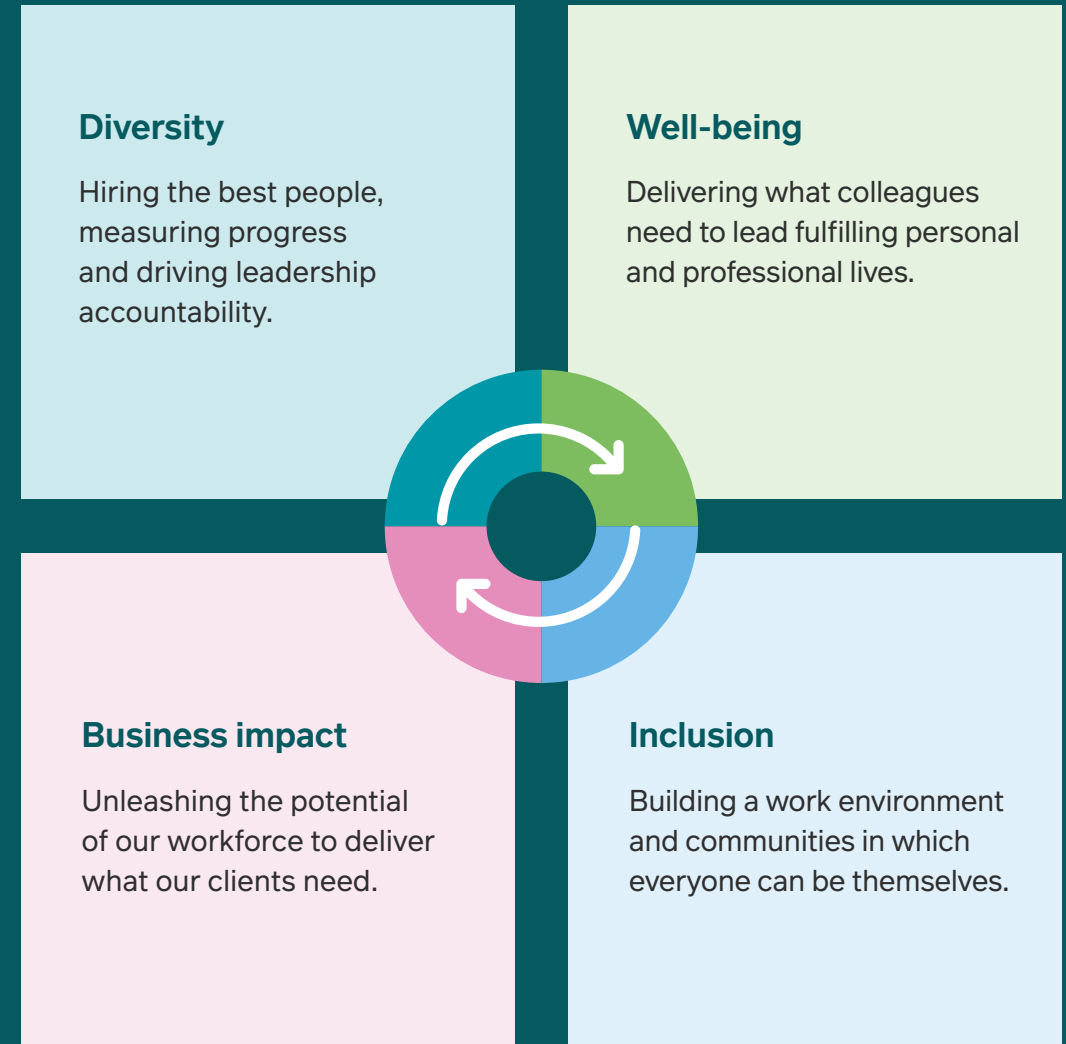 Diversity
Hiring the best people,
measuring progress
and driving leadership
accountability.
Well-being
Delivering what colleagues
need to lead fulfilling personal
and professional lives.
Business impact
Unleashing the potential
of our workforce to deliver
what our clients need.
Inclusion
Building a work environment
and communities in which
everyone can be themselves.